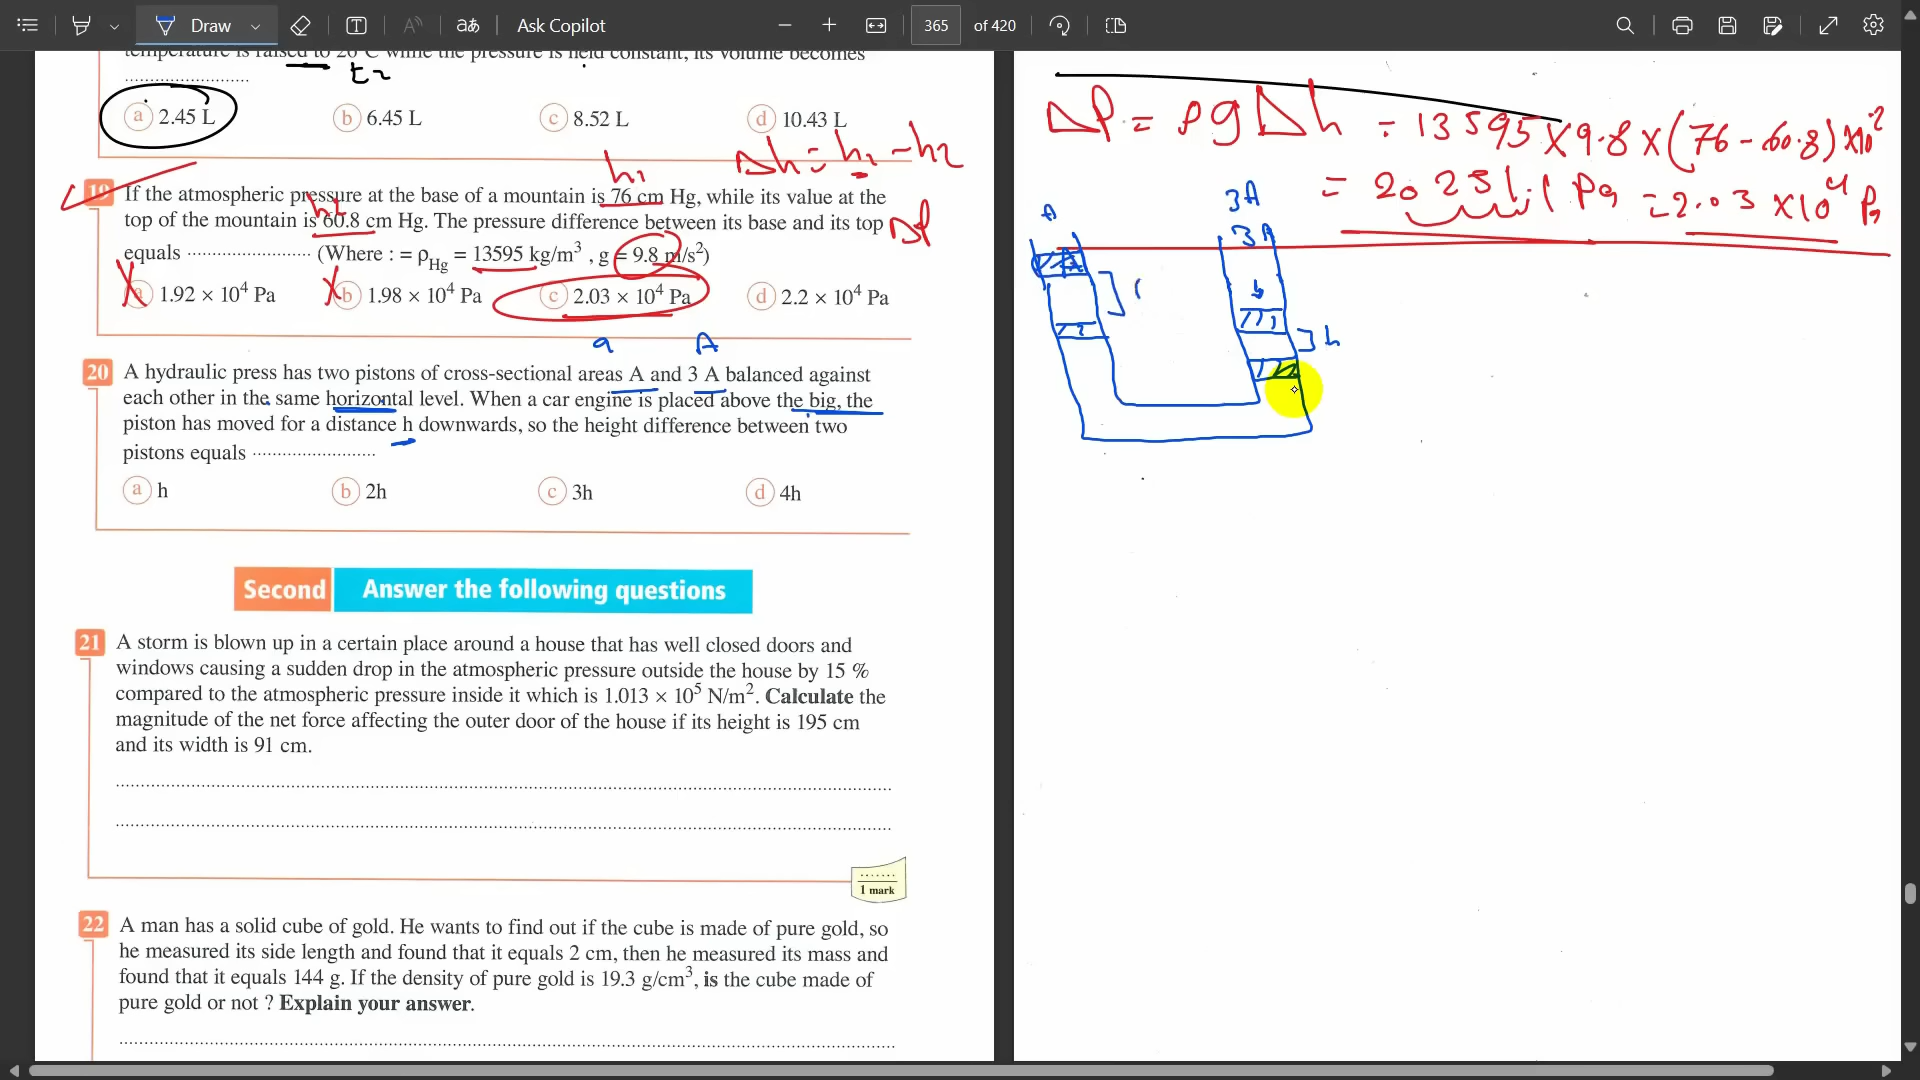 Draw
Ask Copilot
365 of 420
temperature is raised to 20°C while the pressure is held constant, its volume becomes
t2
a 2.45 L b 6.45 L c 8.52 L d 10.43 L
Δh = h1 - h2
h1
19 If the atmospheric pressure at the base of a mountain is 76 cm Hg, while its value at the
h2
top of the mountain is 60.8 cm Hg. The pressure difference between its base and its top
ΔP
equals ........................ (Where : = ρHg = 13595 kg/m³ , g = 9.8 m/s²)
a 1.92 × 10⁴ Pa b 1.98 × 10⁴ Pa c 2.03 × 10⁴ Pa d 2.2 × 10⁴ Pa
a A
20 A hydraulic press has two pistons of cross-sectional areas A and 3 A balanced against
each other in the same horizontal level. When a car engine is placed above the big, the
piston has moved for a distance h downwards, so the height difference between two
pistons equals ........................
a h b 2h c 3h d 4h
Second Answer the following questions
21 A storm is blown up in a certain place around a house that has well closed doors and
windows causing a sudden drop in the atmospheric pressure outside the house by 15 %
compared to the atmospheric pressure inside it which is 1.013 × 10⁵ N/m². Calculate the
magnitude of the net force affecting the outer door of the house if its height is 195 cm
and its width is 91 cm.
1 mark
22 A man has a solid cube of gold. He wants to find out if the cube is made of pure gold, so
he measured its side length and found that it equals 2 cm, then he measured its mass and
found that it equals 144 g. If the density of pure gold is 19.3 g/cm³, is the cube made of
pure gold or not ? Explain your answer.
ΔP = ρgΔh = 13595 × 9.8 × (76 - 60.8) × 10⁻²
= 20251.1 Pa = 2.03 × 10⁴ Pa
A 3A
3A
h